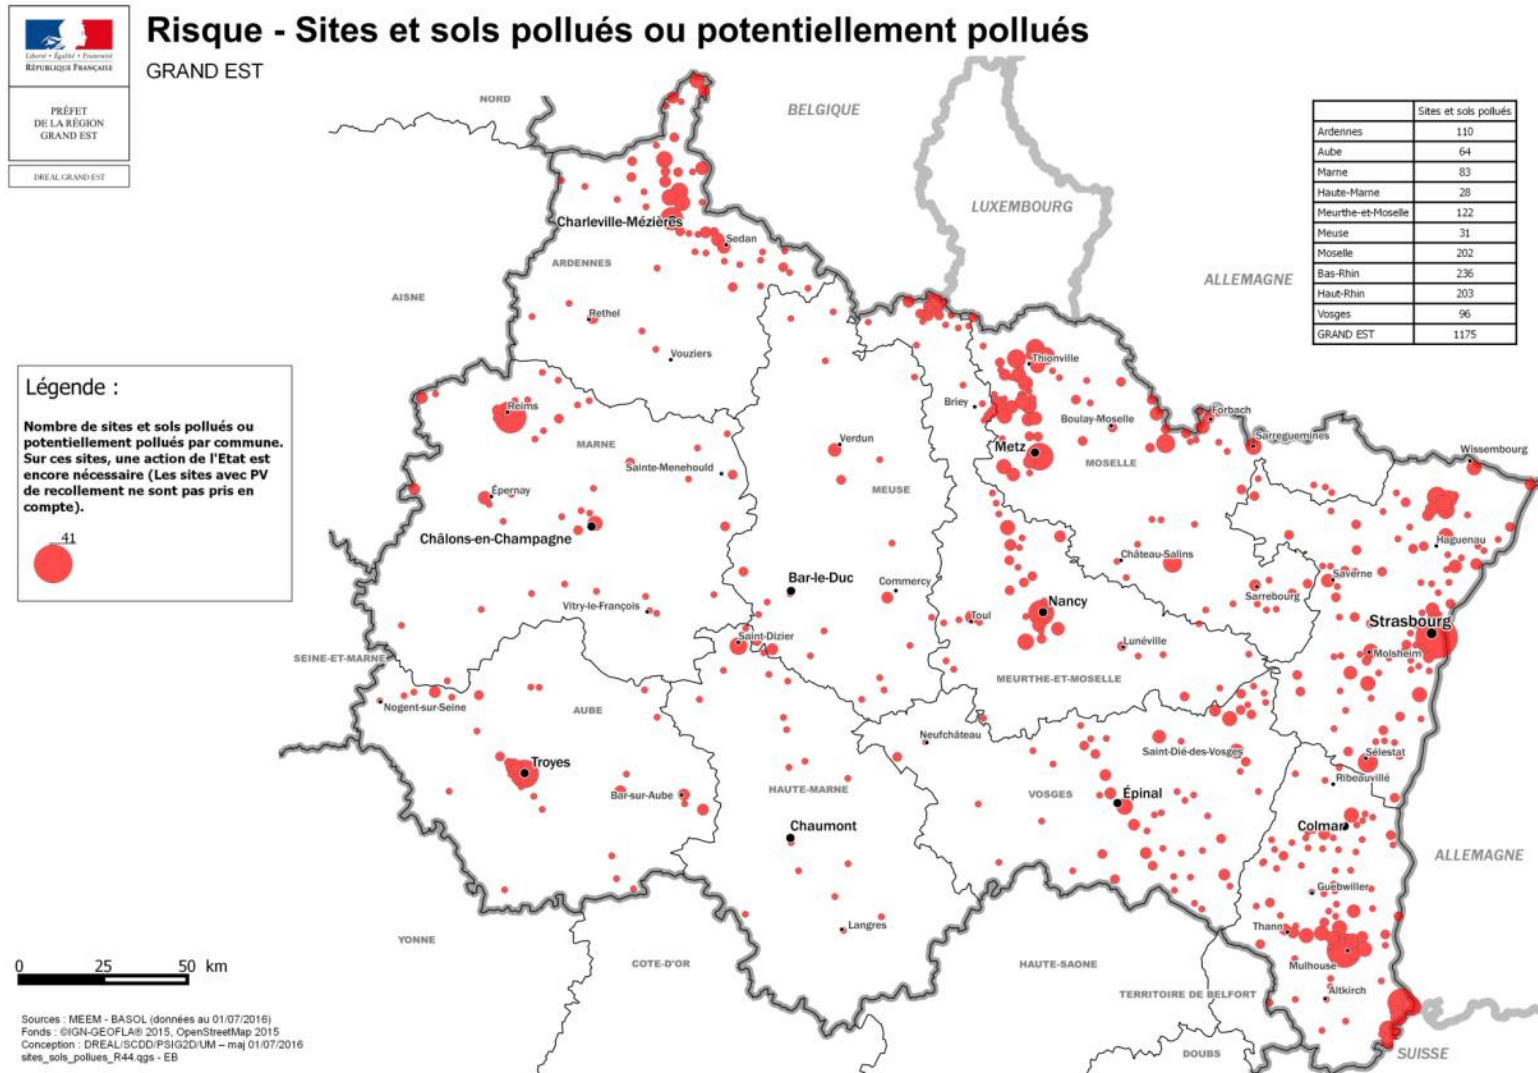 Risque - Sites et sols pollués ou potentiellement pollués
GRAND EST
Liberté • Égalité • Fraternité
RÉPUBLIQUE FRANÇAISE
PRÉFET
DE LA RÉGION
GRAND EST
DREAL GRAND EST
Sites et sols pollués
Ardennes 110
Aube 64
Marne 83
Haute-Marne 28
Meurthe-et-Moselle 122
Meuse 31
Moselle 202
Bas-Rhin 236
Haut-Rhin 203
Vosges 96
GRAND EST 1175
NORD
BELGIQUE
LUXEMBOURG
ALLEMAGNE
Charleville-Mézières
Sedan
ARDENNES
AISNE
Rethel
Vouziers
Légende :
Nombre de sites et sols pollués ou
potentiellement pollués par commune.
Sur ces sites, une action de l'Etat est
encore nécessaire (Les sites avec PV
de recollement ne sont pas pris en
compte).
41
Thionville
Briey
Reims
Boulay-Moselle
Forbach
Sarreguemines
MARNE
Verdun
Metz
Wissembourg
Sainte-Menehould
MOSELLE
Épernay
MEUSE
Châlons-en-Champagne
Haguenau
Château-Salins
Saverne
Bar-le-Duc
Commercy
Sarrebourg
Vitry-le-François
Nancy
Toul
Strasbourg
Saint-Dizier
Lunéville
Molsheim
SEINE-ET-MARNE
MEURTHE-ET-MOSELLE
Nogent-sur-Seine
AUBE
Neufchâteau
Saint-Dié-des-Vosges
Sélestat
Troyes
Ribeauvillé
Bar-sur-Aube
HAUTE-MARNE
VOSGES
Épinal
Chaumont
Colmar
ALLEMAGNE
Guebwiller
Langres
Thann
YONNE
COTE-D'OR
HAUTE-SAONE
Mulhouse
TERRITOIRE DE BELFORT
Altkirch
DOUBS
SUISSE
0 25 50 km
Sources : MEEM - BASOL (données au 01/07/2016)
Fonds : ©IGN-GEOFLA® 2015, OpenStreetMap 2015
Conception : DREAL/SCDD/PSIG2D/UM – maj 01/07/2016
sites_sols_pollues_R44.qgs - EB